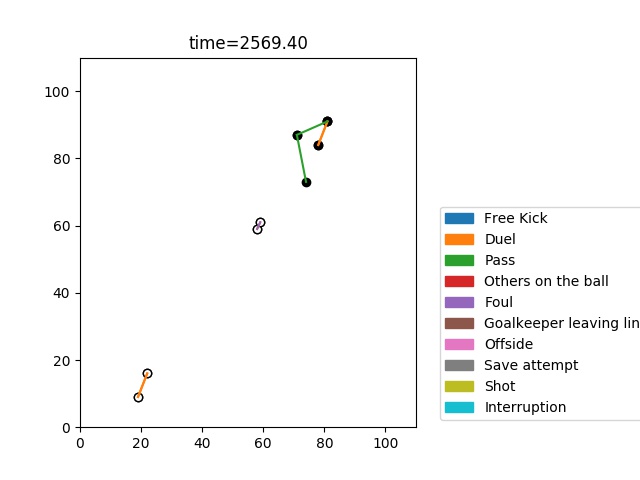 time=2569.40
100
80
60
40
20
0
0 20 40 60 80 100
Free Kick
Duel
Pass
Others on the ball
Foul
Goalkeeper leaving lin
Offside
Save attempt
Shot
Interruption